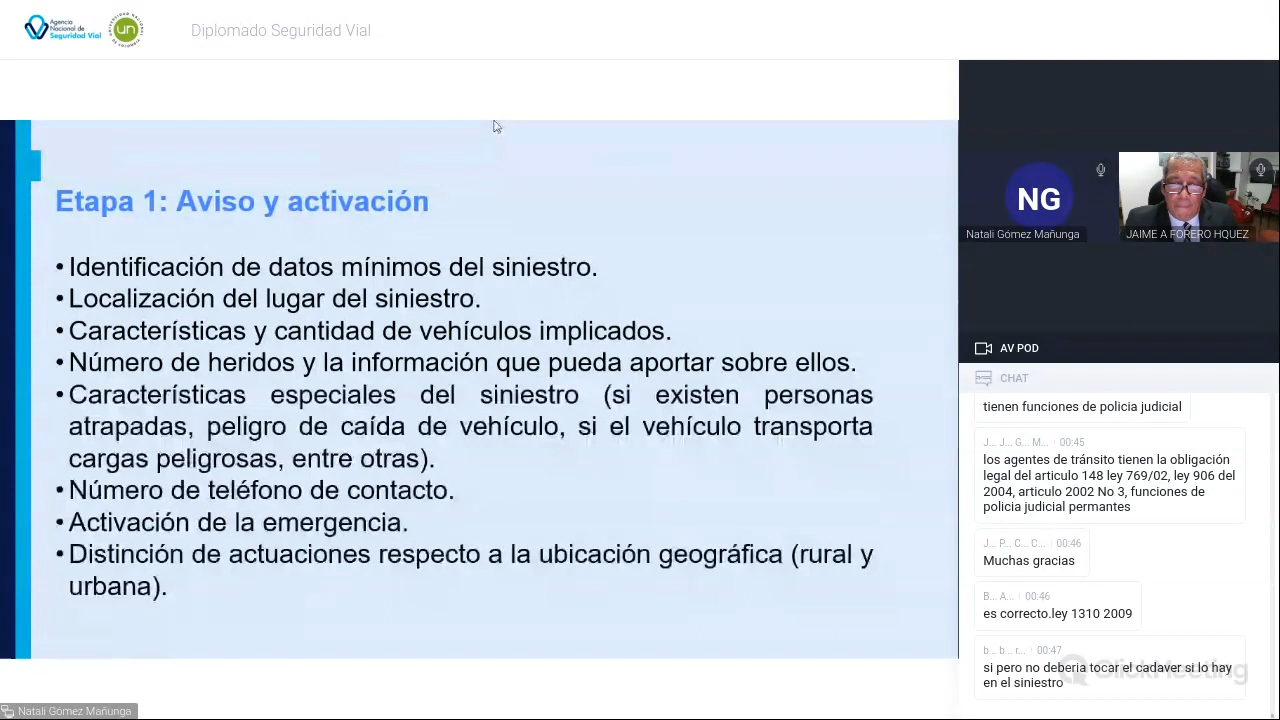 Agencia
Nacional de
Seguridad Vial
un
Diplomado Seguridad Vial
Etapa 1: Aviso y activación
• Identificación de datos mínimos del siniestro.
• Localización del lugar del siniestro.
• Características y cantidad de vehículos implicados.
• Número de heridos y la información que pueda aportar sobre ellos.
• Características especiales del siniestro (si existen personas
atrapadas, peligro de caída de vehículo, si el vehículo transporta
cargas peligrosas, entre otras).
• Número de teléfono de contacto.
• Activación de la emergencia.
• Distinción de actuaciones respecto a la ubicación geográfica (rural y
urbana).
Natali Gómez Mañunga
NG
Natali Gómez Mañunga
JAIME A FORERO HQUEZ
AV POD
CHAT
tienen funciones de policia judicial
J... J... G... M... 00:45
los agentes de tránsito tienen la obligación
legal del articulo 148 ley 769/02, ley 906 del
2004, articulo 2002 No 3, funciones de
policia judicial permantes
J... P... C... C... 00:46
Muchas gracias
B... A... 00:46
es correcto.ley 1310 2009
b... b .. r... 00:47
si pero no deberia tocar el cadaver si lo hay
en el siniestro
ClickMeeting